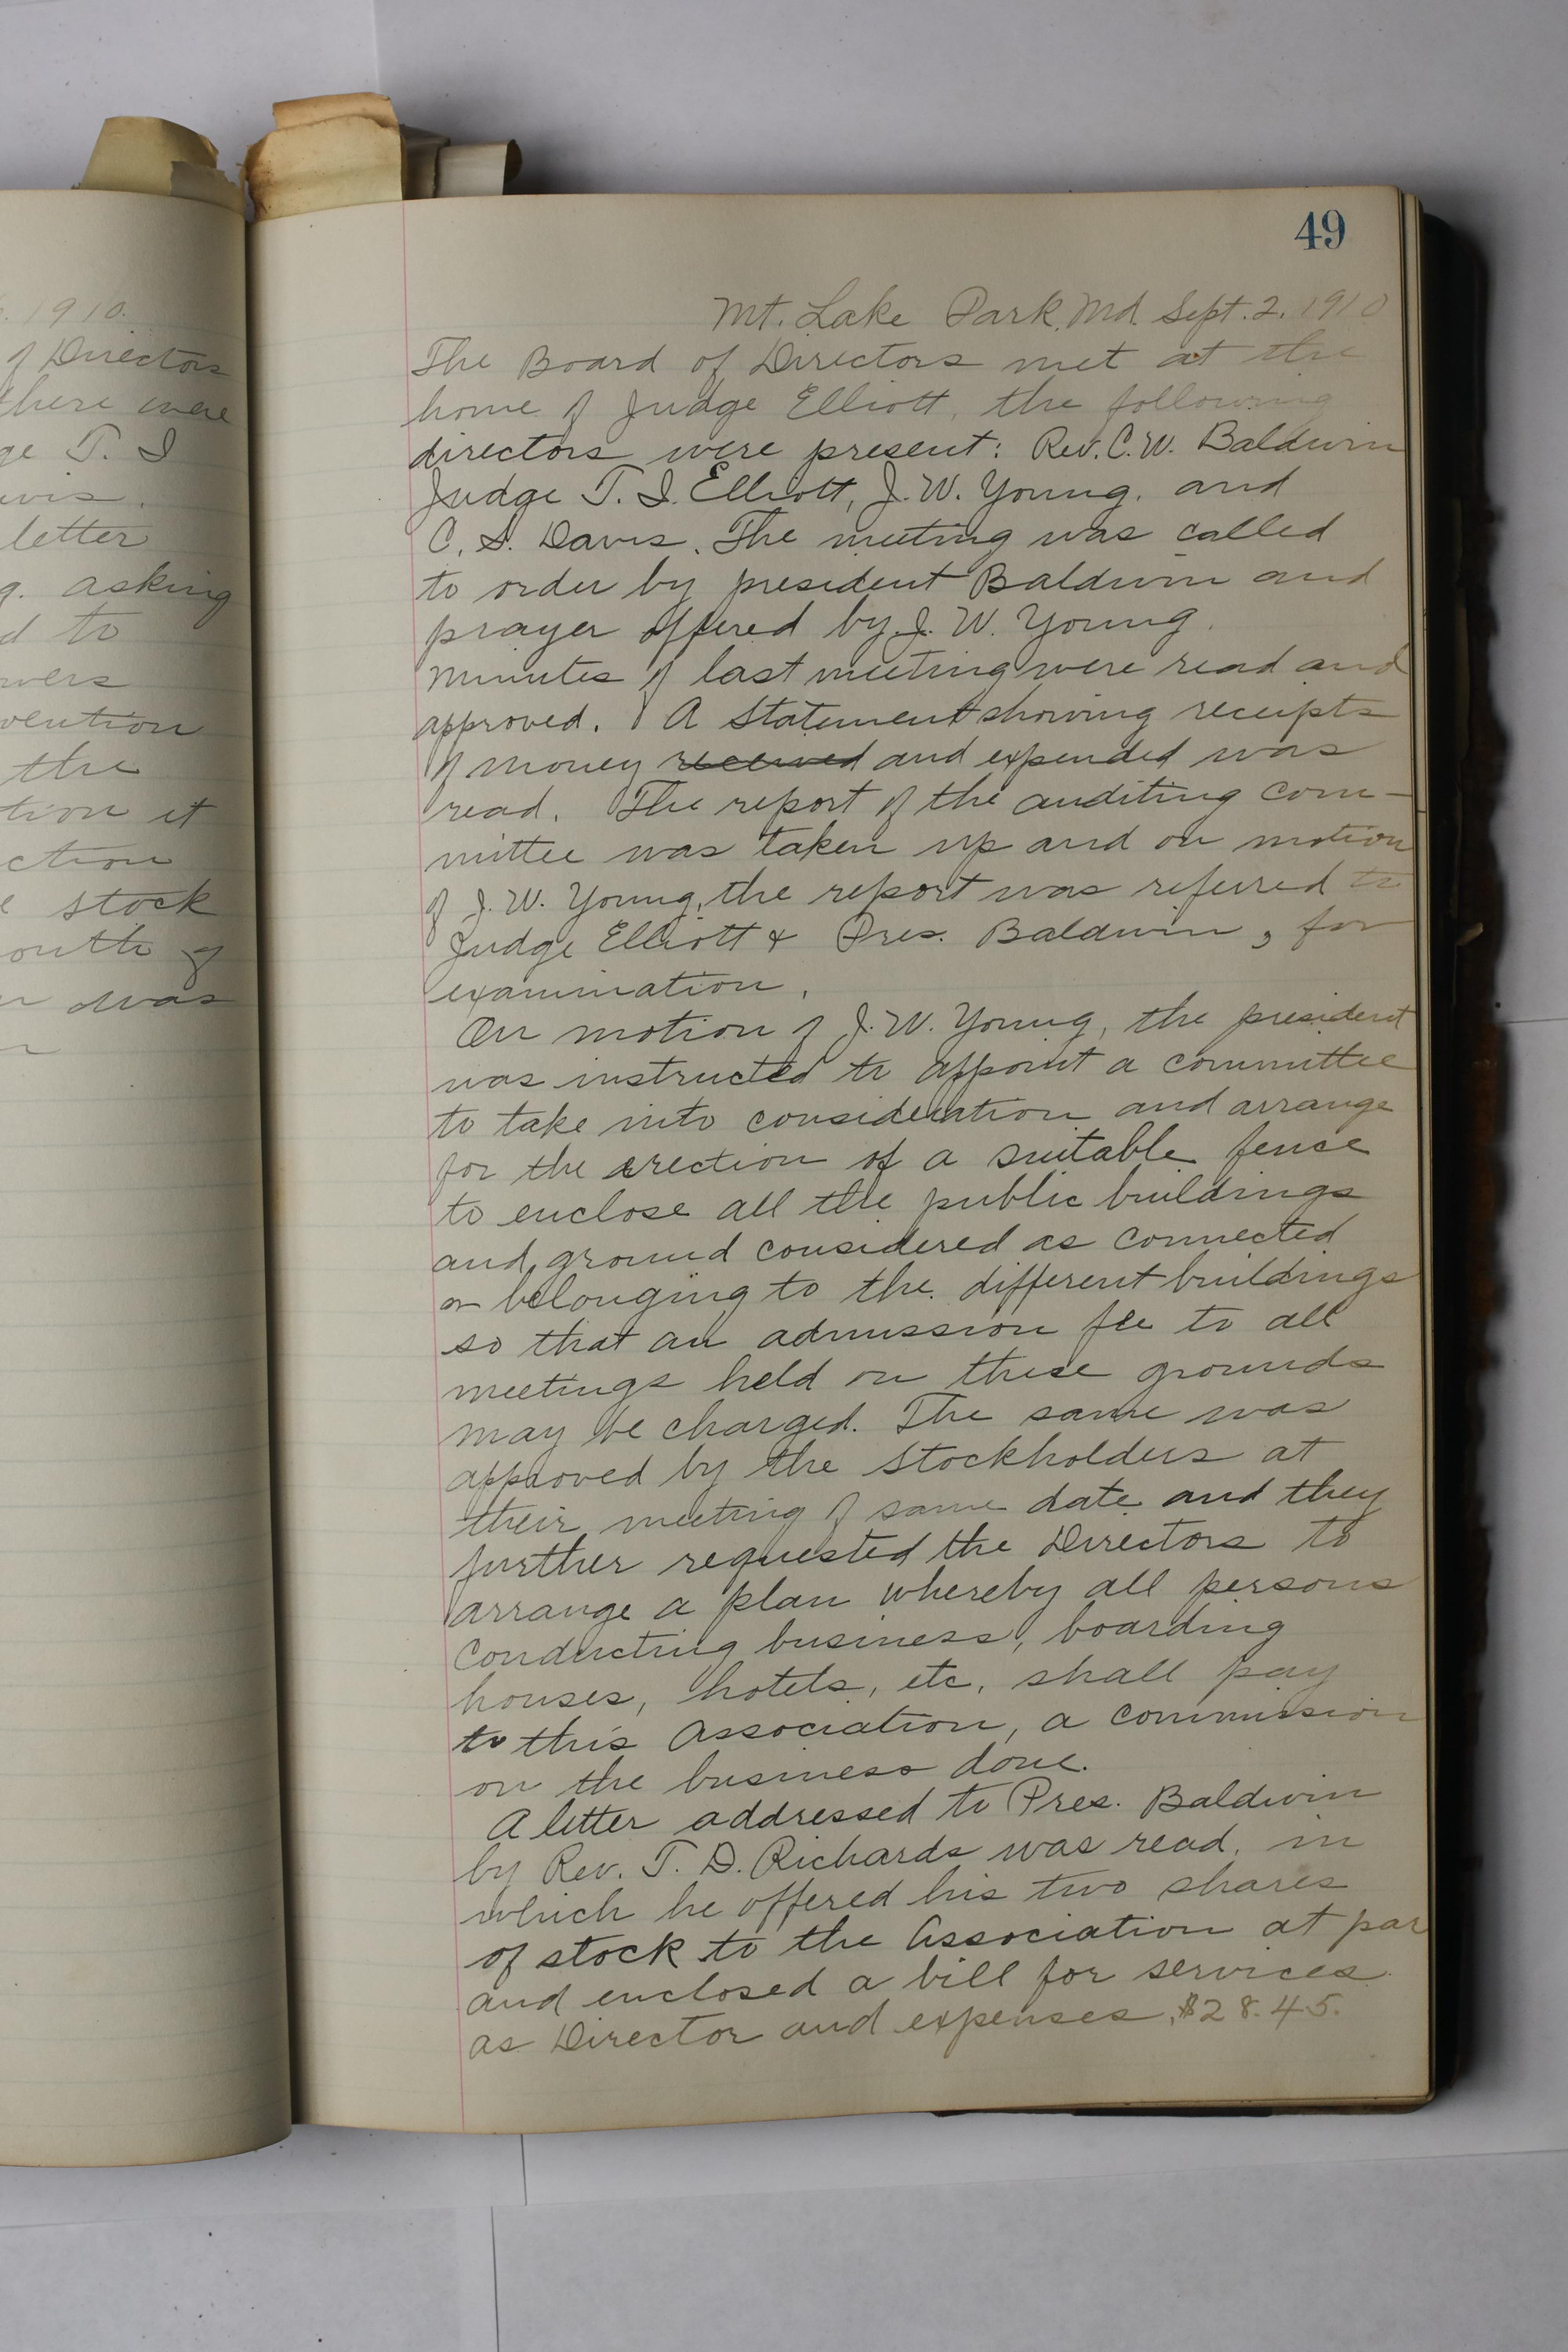 . 1910.
of Directors
there were
ge T. I
avis.
letter
g. asking
d to
wers
vention
the
tion it
ction
e stock
outh of
n was
49
Mt. Lake Park, Md. Sept. 2. 1910
The Board of Directors met at the
home of Judge Elliott, the following
directors were present: Rev. C. W. Baldwin
Judge T. I. Elliott, J. W. Young. and
C. S. Davis. The meeting was called
to order by president Baldwin and
prayer offered by J. W. Young.
Minutes of last meeting were read and
approved. A Statement showing receipts
of money received and expended was
read. The report of the auditing com-
mittee was taken up and on motion
of J. W. Young, the report was referred to
Judge Elliott & Pres. Baldwin, for
examination.
On motion of J. W. Young, the president
was instructed to appoint a committee
to take into consideration and arrange
for the erection of a suitable fence
to enclose all the public buildings
and ground considered as connected
or belonging to the different buildings
so that an admission fee to all
meetings held on these grounds
may be charged. The same was
approved by the Stockholders at
their meeting of same date and they
further requested the Directors to
arrange a plan whereby all persons
conducting business, boarding
houses, hotels, etc, shall pay
to this Association, a commission
on the business done.
A letter addressed to Pres. Baldwin
by Rev. T. D. Richards was read, in
which he offered his two shares
of stock to the Association at par
and enclosed a bill for services
as Director and expenses, $28.45.